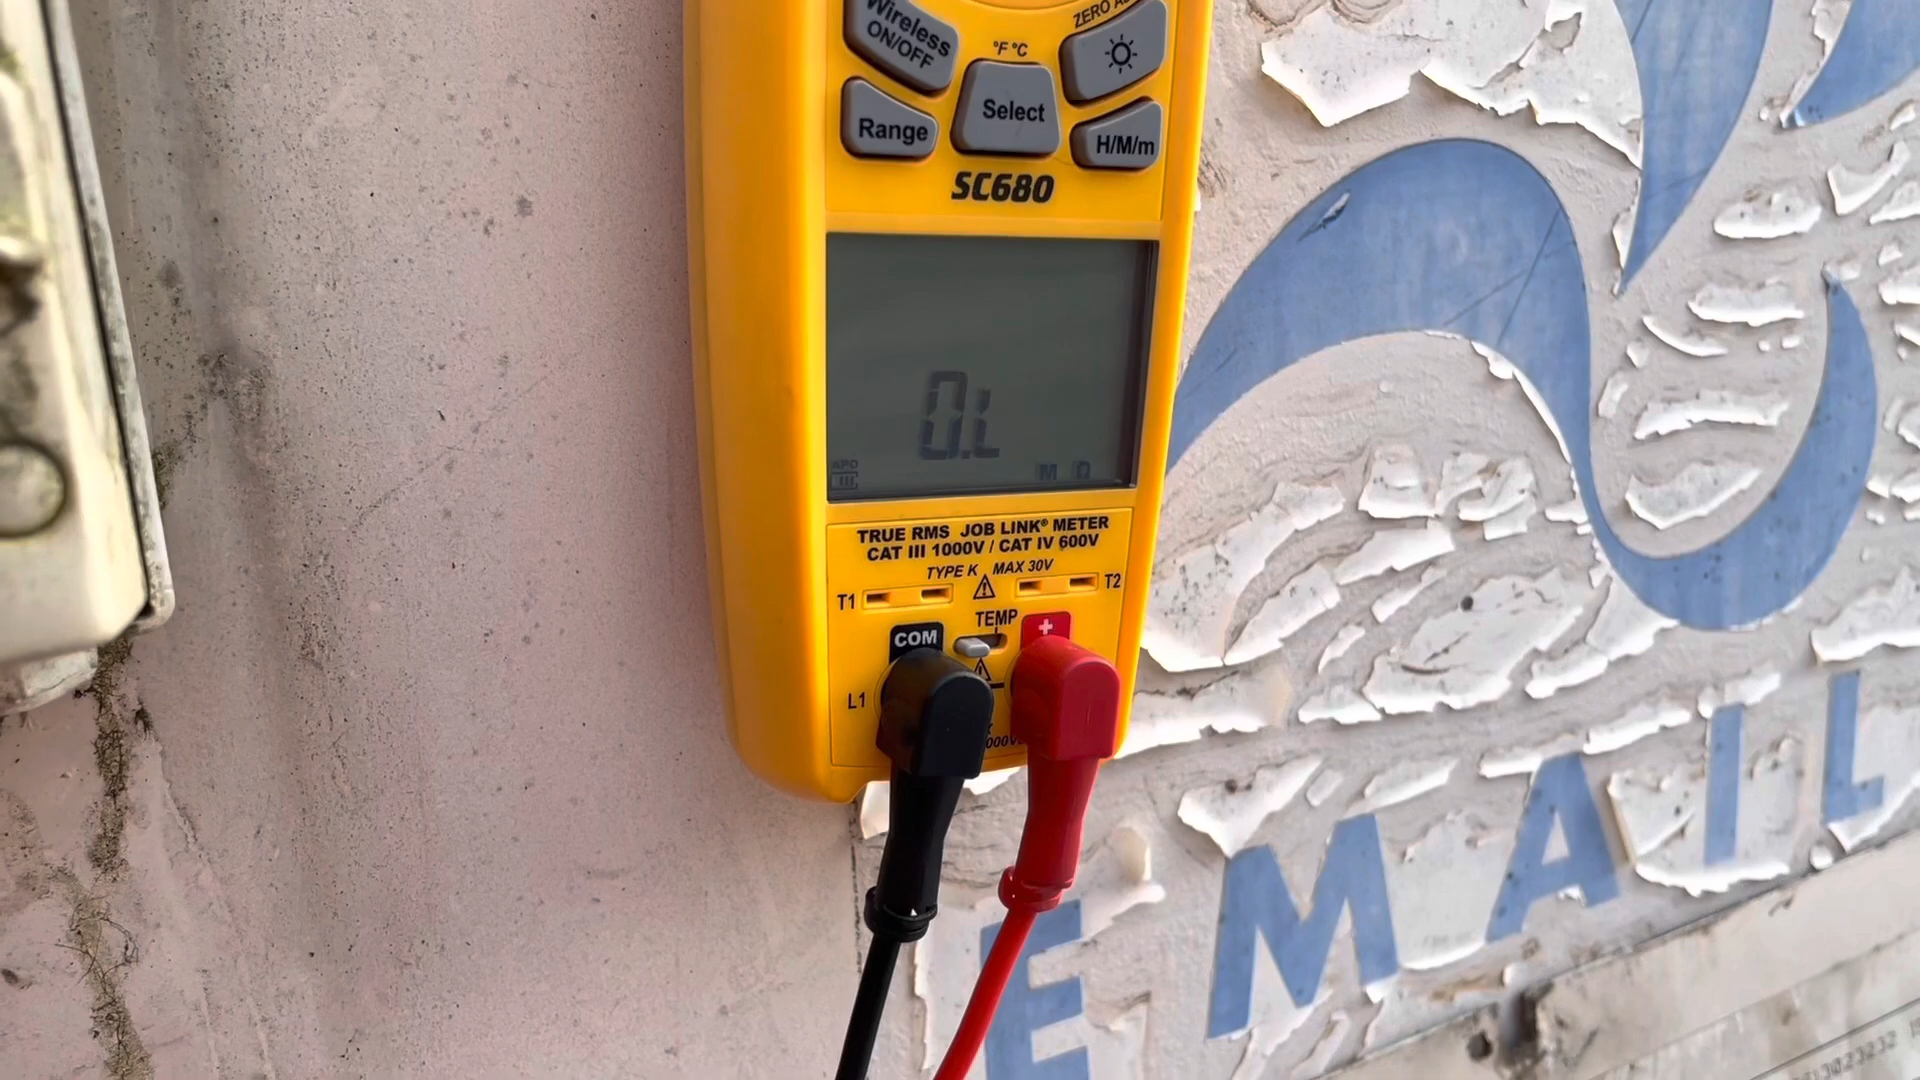 Wireless
ON/OFF
ZERO
°F °C
Range
Select
H/M/m
SC680
0.L
APO
M Ω
TRUE RMS JOB LINK® METER
CAT III 1000V / CAT IV 600V
TYPE K MAX 30V
T1
T2
TEMP
COM
+
L1
EMAIL